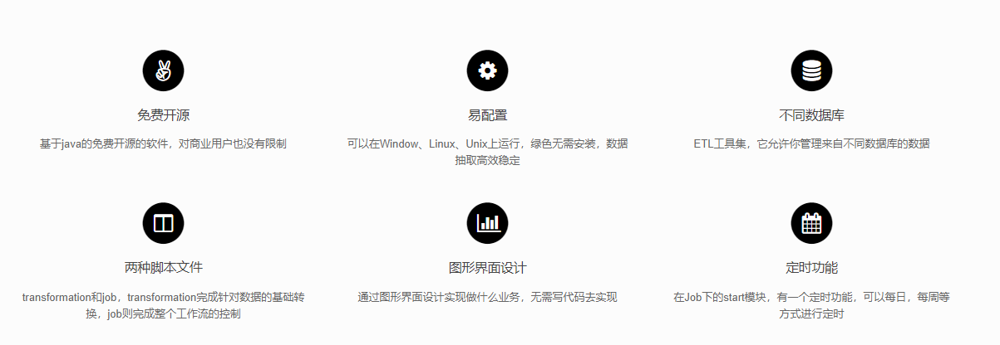 免费开源
易配置
不同数据库
基于java的免费开源的软件，对商业用户也没有限制
可以在Window、Linux、Unix上运行，绿色无需安装，数据
抽取高效稳定
ETL工具集，它允许你管理来自不同数据库的数据
两种脚本文件
图形界面设计
定时功能
transformation和job，transformation完成针对数据的基础转
换，job则完成整个工作流的控制
通过图形界面设计实现做什么业务，无需写代码去实现
在Job下的start模块，有一个定时功能，可以每日，每周等
方式进行定时